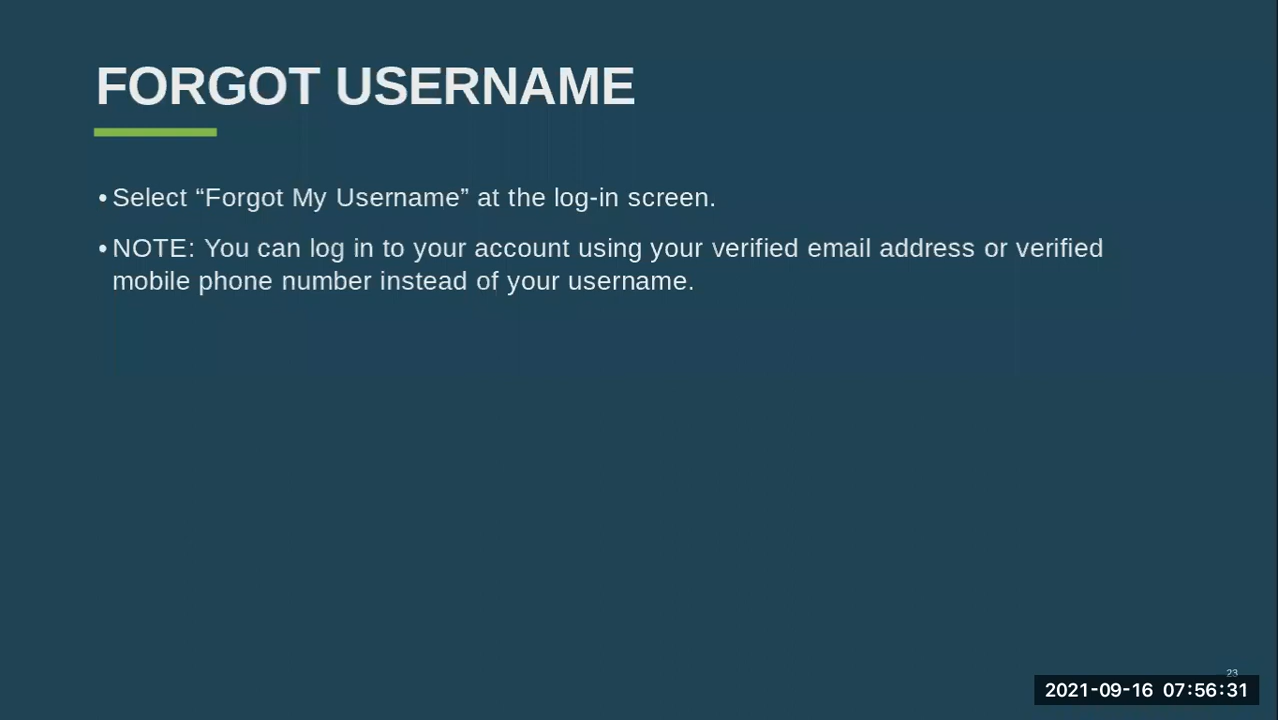 FORGOT USERNAME
• Select “Forgot My Username” at the log-in screen.
• NOTE: You can log in to your account using your verified email address or verified
mobile phone number instead of your username.
23
2021-09-16 07:56:31